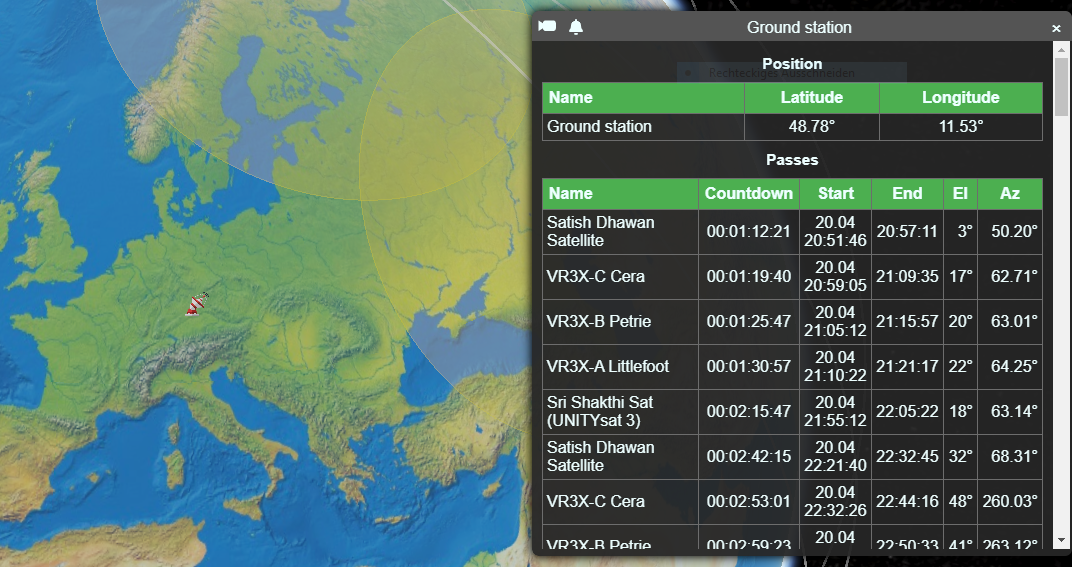 Ground station
×
Rechteckiges Ausschneiden
Position
Name Latitude Longitude
Ground station 48.78° 11.53°
Passes
Name Countdown Start End El Az
Satish Dhawan Satellite 00:01:12:21 20.04 20:51:46 20:57:11 3° 50.20°
VR3X-C Cera 00:01:19:40 20.04 20:59:05 21:09:35 17° 62.71°
VR3X-B Petrie 00:01:25:47 20.04 21:05:12 21:15:57 20° 63.01°
VR3X-A Littlefoot 00:01:30:57 20.04 21:10:22 21:21:17 22° 64.25°
Sri Shakthi Sat (UNITYsat 3) 00:02:15:47 20.04 21:55:12 22:05:22 18° 63.14°
Satish Dhawan Satellite 00:02:42:15 20.04 22:21:40 22:32:45 32° 68.31°
VR3X-C Cera 00:02:53:01 20.04 22:32:26 22:44:16 48° 260.03°
VR3X-B Petrie 00:02:59:23 20.04 22:50:33 41° 263.12°